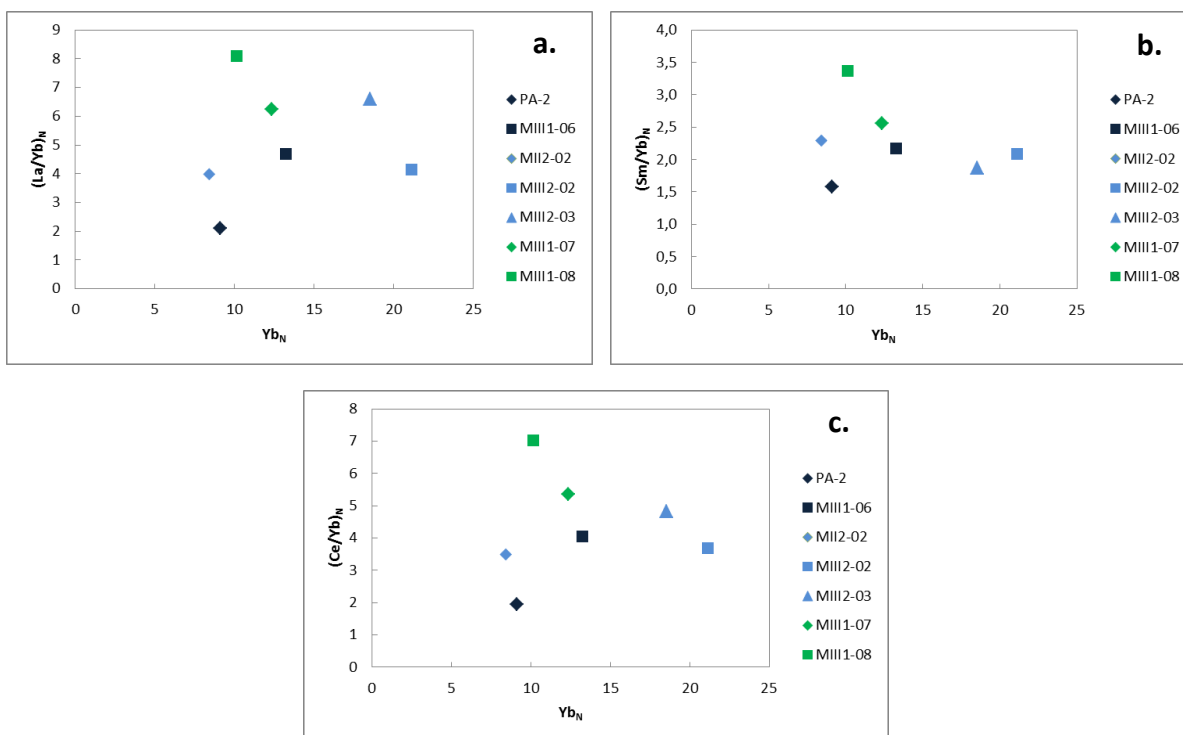 a.
9
8
7
6
5
4
3
2
1
0
(La/Yb)N
0 5 10 15 20 25
YbN
PA-2
MIII1-06
MII2-02
MIII2-02
MIII2-03
MIII1-07
MIII1-08
b.
4,0
3,5
3,0
2,5
2,0
1,5
1,0
0,5
0,0
(Sm/Yb)N
0 5 10 15 20 25
YbN
PA-2
MIII1-06
MII2-02
MIII2-02
MIII2-03
MIII1-07
MIII1-08
c.
8
7
6
5
4
3
2
1
0
(Ce/Yb)N
0 5 10 15 20 25
YbN
PA-2
MIII1-06
MII2-02
MIII2-02
MIII2-03
MIII1-07
MIII1-08